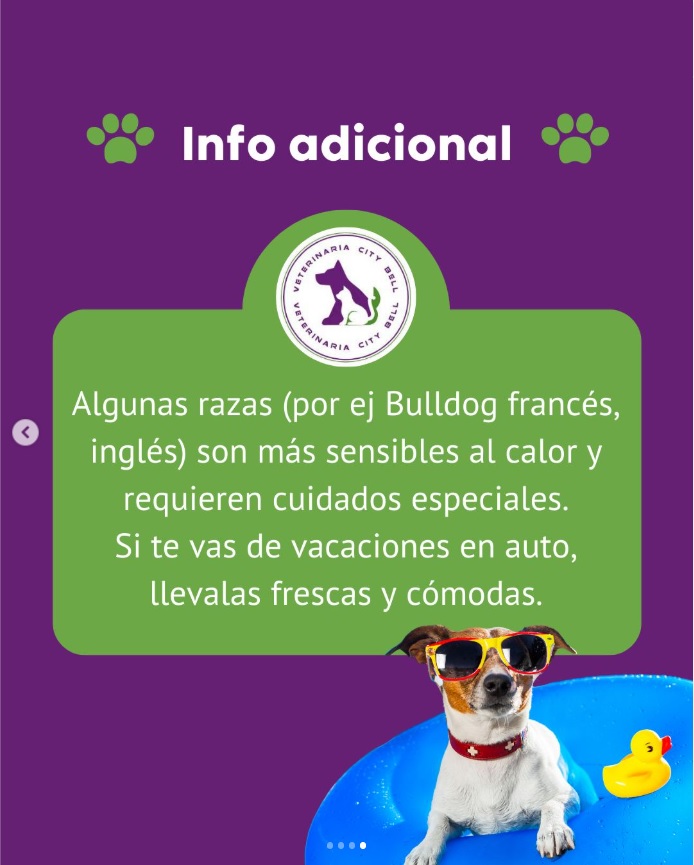 Info adicional
VETERINARIA CITY BELL
VETERINARIA CITY BELL
Algunas razas (por ej Bulldog francés,
inglés) son más sensibles al calor y
requieren cuidados especiales.
Si te vas de vacaciones en auto,
llevalas frescas y cómodas.